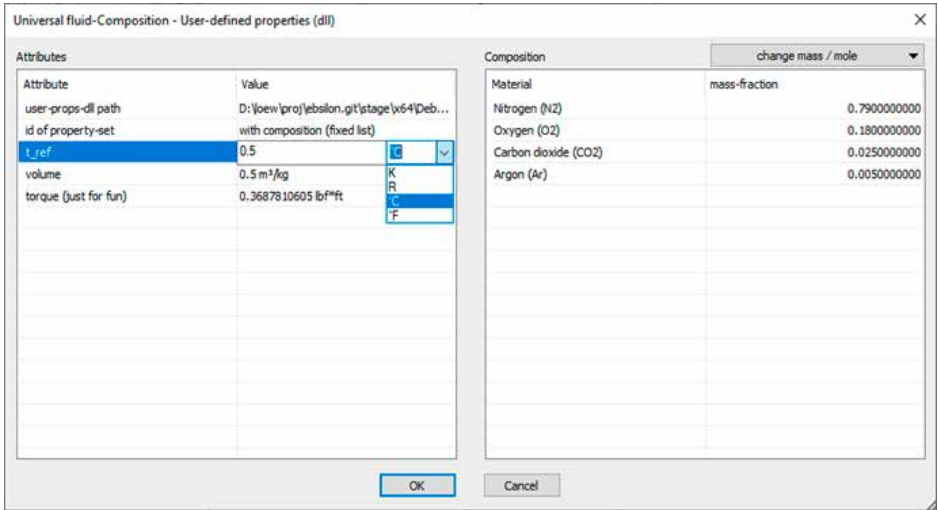 Universal fluid-Composition - User-defined properties (dll)
Attributes
Attribute Value
user-props-dll path D:\loew\proj\ebsilon.git\stage\x64\Deb...
id of property-set with composition (fixed list)
t_ref 0.5 °C
volume 0.5 m³/kg
torque (just for fun) 0.3687810605 lbf*ft
K
R
°C
°F
Composition change mass / mole
Material mass-fraction
Nitrogen (N2) 0.7900000000
Oxygen (O2) 0.1800000000
Carbon dioxide (CO2) 0.0250000000
Argon (Ar) 0.0050000000
OK Cancel